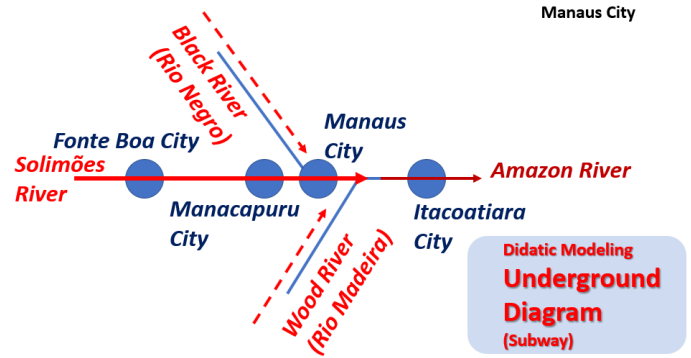 Manaus City
Black River
(Rio Negro)
Fonte Boa City
Manaus
City
Solimões
River
Amazon River
Manacapuru
City
Itacoatiara
City
Wood River
(Rio Madeira)
Didatic Modeling
Underground
Diagram
(Subway)